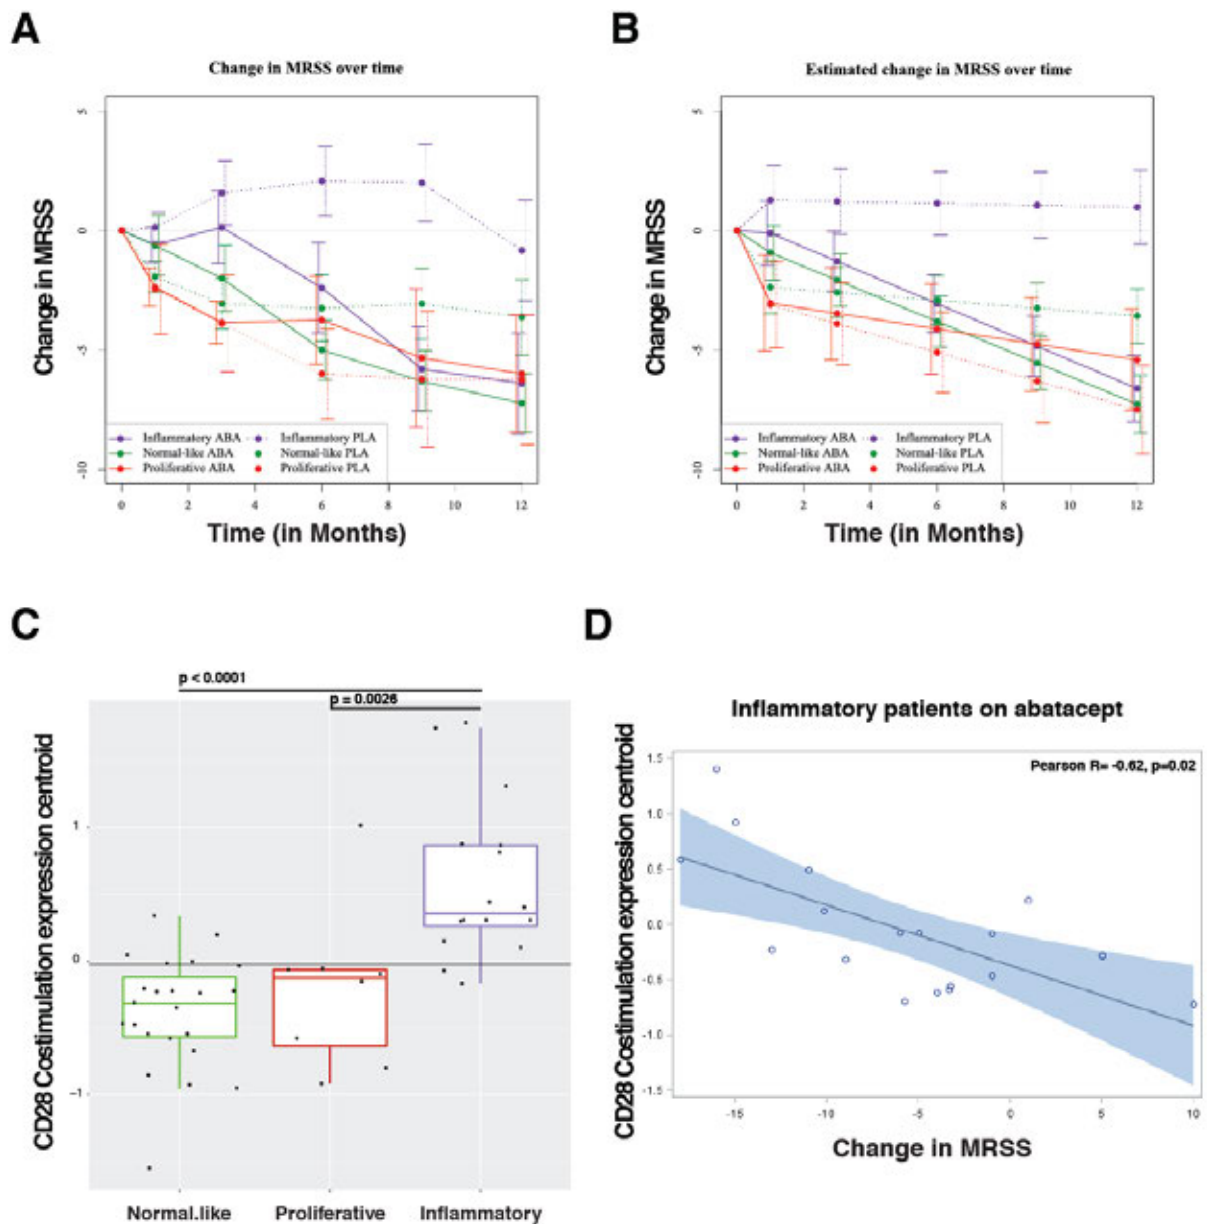 A
B
Change in MRSS over time
Estimated change in MRSS over time
5
0
-5
-10
Change in MRSS
Inflammatory ABA
Inflammatory PLA
Normal-like ABA
Normal-like PLA
Proliferative ABA
Proliferative PLA
0 2 4 6 8 10 12
Time (in Months)
5
0
-5
-10
Change in MRSS
Inflammatory ABA
Inflammatory PLA
Normal-like ABA
Normal-like PLA
Proliferative ABA
Proliferative PLA
0 2 4 6 8 10 12
Time (in Months)
C
D
p < 0.0001
p = 0.0026
CD28 Costimulation expression centroid
1
0
-1
Normal.like Proliferative Inflammatory
Inflammatory patients on abatacept
Pearson R= -0.62, p=0.02
CD28 Costimulation expression centroid
1.5
1.0
0.5
0.0
-0.5
-1.0
-1.5
-15 -10 -5 0 5 10
Change in MRSS